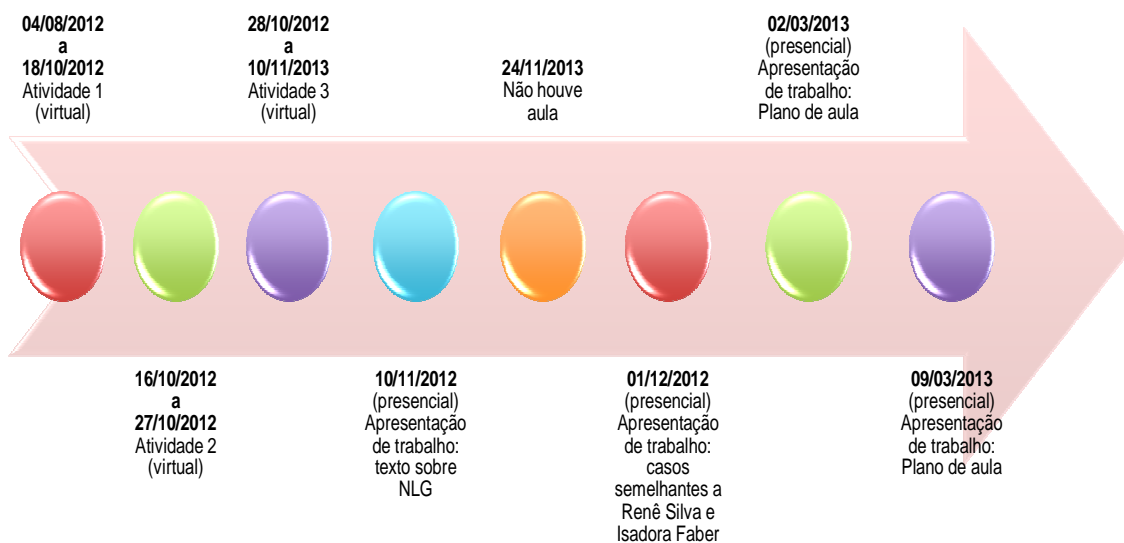 04/08/2012
a
18/10/2012
Atividade 1
(virtual)
28/10/2012
a
10/11/2013
Atividade 3
(virtual)
24/11/2013
Não houve
aula
02/03/2013
(presencial)
Apresentação
de trabalho:
Plano de aula
16/10/2012
a
27/10/2012
Atividade 2
(virtual)
10/11/2012
(presencial)
Apresentação
de trabalho:
texto sobre
NLG
01/12/2012
(presencial)
Apresentação
de trabalho:
casos
semelhantes a
Renê Silva e
Isadora Faber
09/03/2013
(presencial)
Apresentação
de trabalho:
Plano de aula